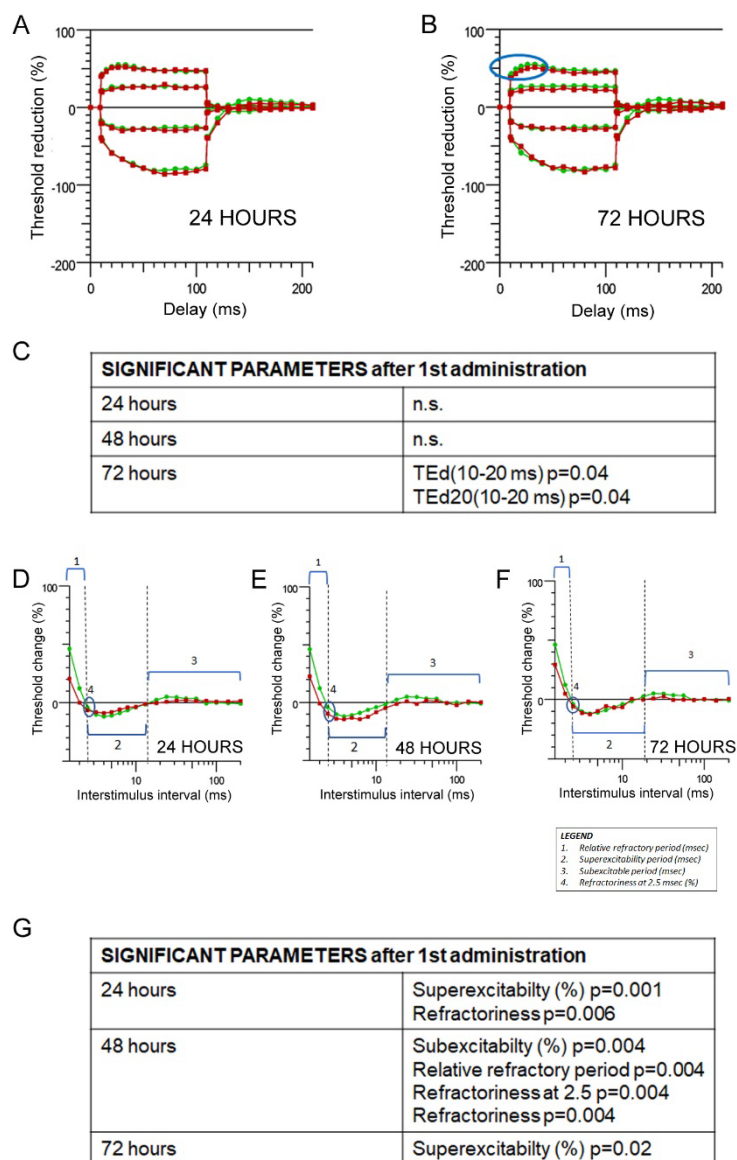 A
B
100
0
-100
-200
0
100
200
Threshold reduction (%)
Delay (ms)
24 HOURS
100
0
-100
-200
0
100
200
Threshold reduction (%)
Delay (ms)
72 HOURS
C
SIGNIFICANT PARAMETERS after 1st administration
24 hours
n.s.
48 hours
n.s.
72 hours
TEd(10-20 ms) p=0.04
TEd20(10-20 ms) p=0.04
D
1
100
0
Threshold change (%)
4
3
2
24 HOURS
10
100
Interstimulus interval (ms)
E
1
100
0
Threshold change (%)
4
3
2
48 HOURS
10
100
Interstimulus interval (ms)
F
1
100
0
Threshold change (%)
4
3
2
72 HOURS
10
100
Interstimulus interval (ms)
LEGEND
1. Relative refractory period (msec)
2. Superexcitability period (msec)
3. Subexcitable period (msec)
4. Refractoriness at 2.5 msec (%)
G
SIGNIFICANT PARAMETERS after 1st administration
24 hours
Superexcitabilty (%) p=0.001
Refractoriness p=0.006
48 hours
Subexcitabilty (%) p=0.004
Relative refractory period p=0.004
Refractoriness at 2.5 p=0.004
Refractoriness p=0.004
72 hours
Superexcitabilty (%) p=0.02